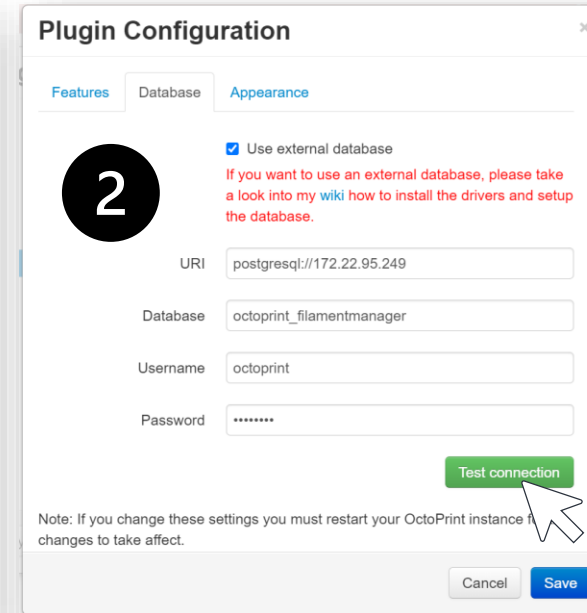 Plugin Configuration
×
Features Database Appearance
Use external database
2
If you want to use an external database, please take
a look into my wiki how to install the drivers and setup
the database.
URI postgresql://172.22.95.249
Database octoprint_filamentmanager
Username octoprint
Password ••••••••
Test connection
Note: If you change these settings you must restart your OctoPrint instance
changes to take affect.
Cancel Save